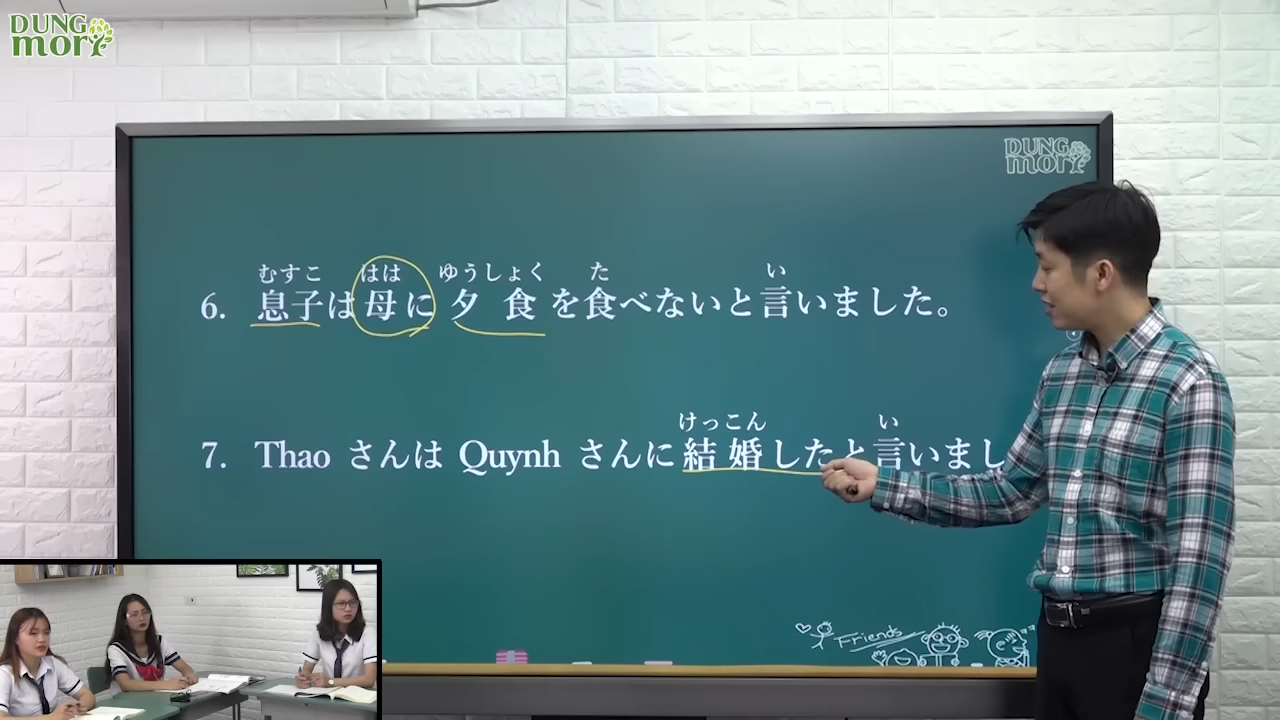 DUNG
mori
DUNG
mori
むすこ はは ゆうしょく た い
6. 息子は母に夕食を食べないと言いました。
けっこん い
7. Thao さんは Quynh さんに結婚したと言いまし
Friends